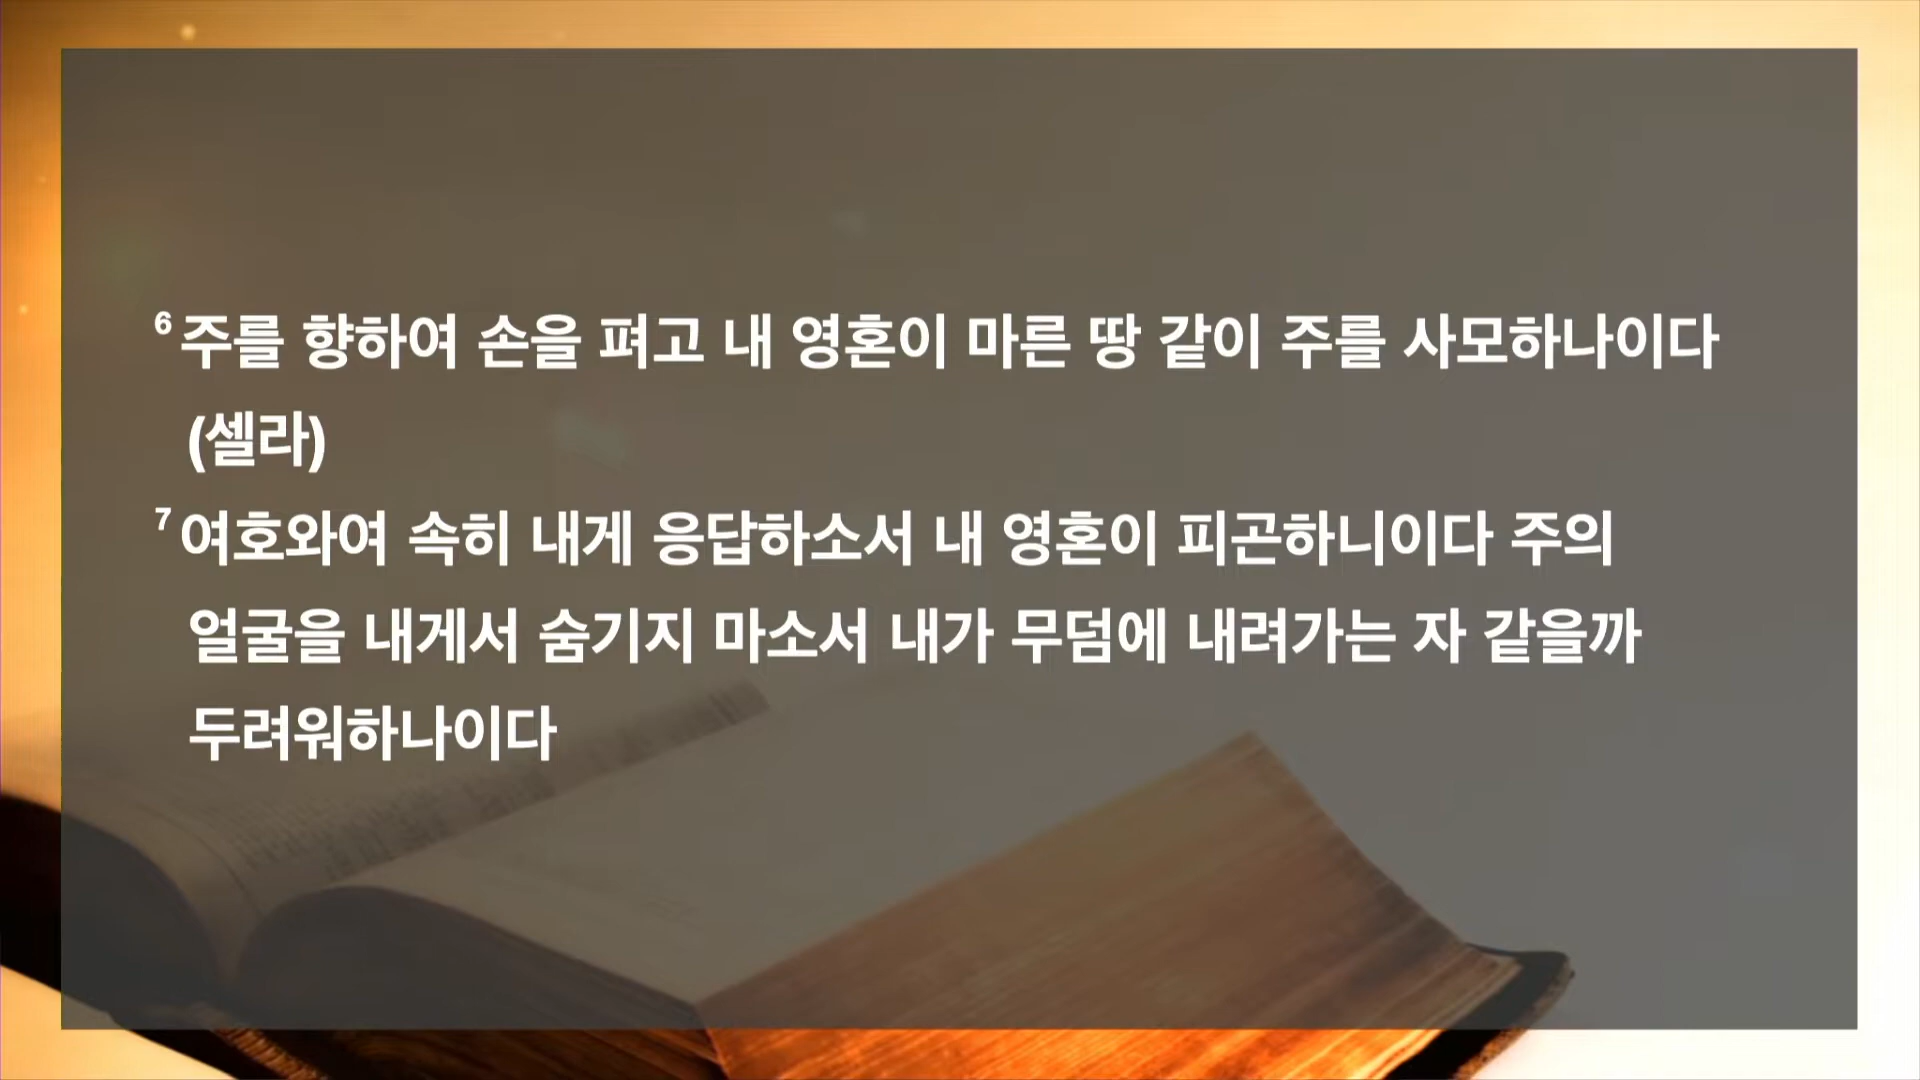 6 주를 향하여 손을 펴고 내 영혼이 마른 땅 같이 주를 사모하나이다
(셀라)
7 여호와여 속히 내게 응답하소서 내 영혼이 피곤하니이다 주의
얼굴을 내게서 숨기지 마소서 내가 무덤에 내려가는 자 같을까
두려워하나이다